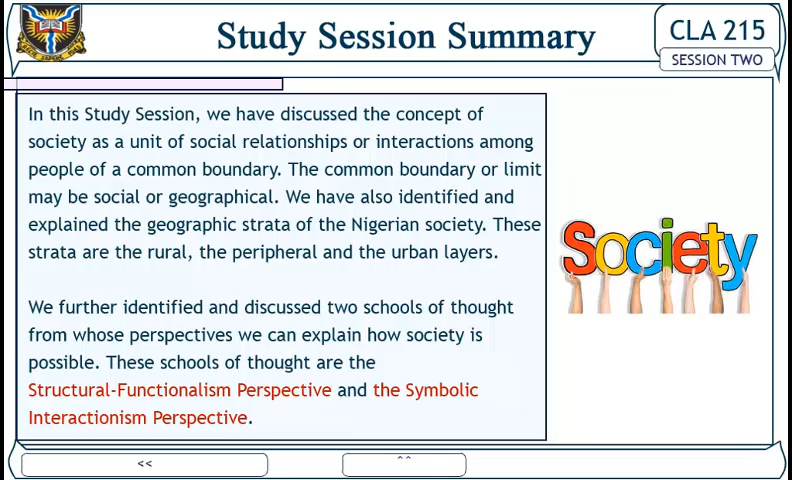 Study Session Summary
CLA 215
SESSION TWO
In this Study Session, we have discussed the concept of
society as a unit of social relationships or interactions among
people of a common boundary. The common boundary or limit
may be social or geographical. We have also identified and
explained the geographic strata of the Nigerian society. These
strata are the rural, the peripheral and the urban layers.
We further identified and discussed two schools of thought
from whose perspectives we can explain how society is
possible. These schools of thought are the
Structural-Functionalism Perspective and the Symbolic
Interactionism Perspective.
Society
<<
^^